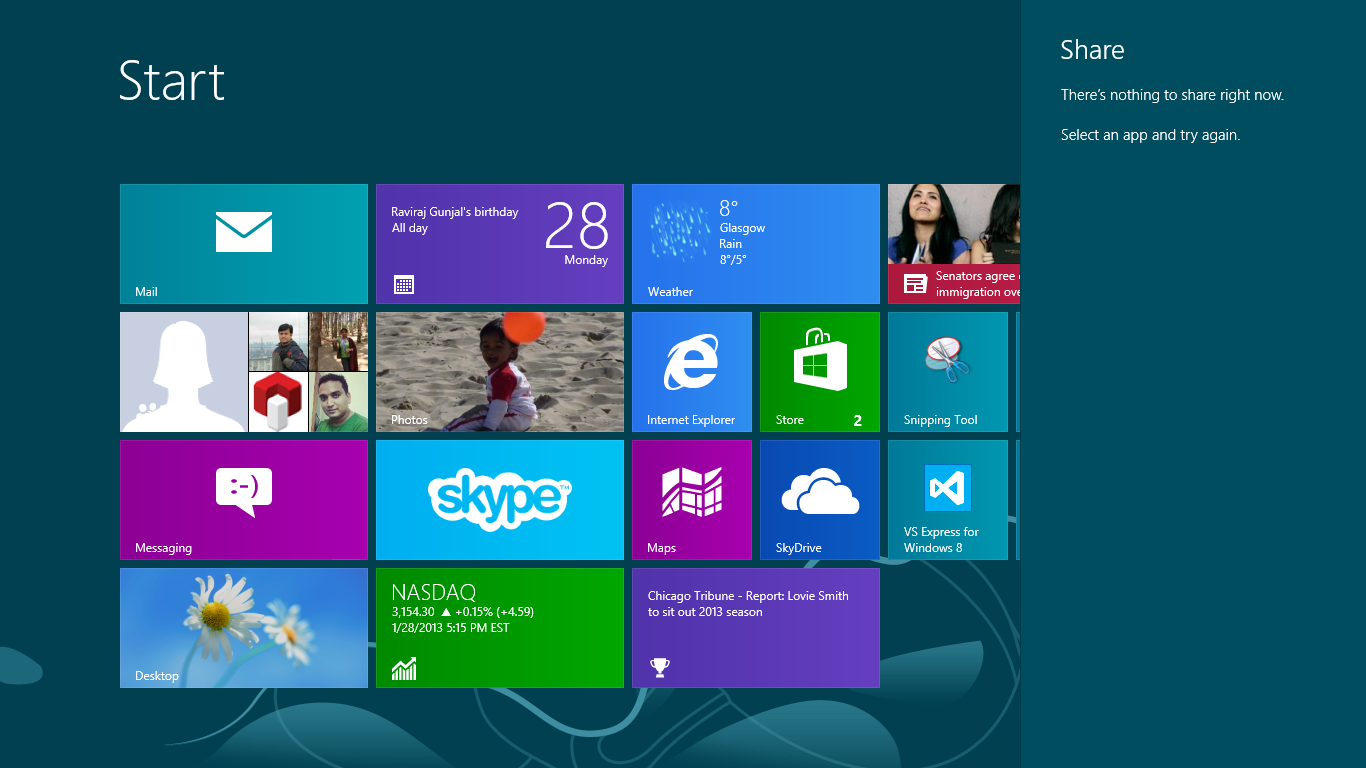 Start
Share
There's nothing to share right now.
Select an app and try again.
Mail
Raviraj Gunjal's birthday
All day
28
Monday
8°
Glasgow
Rain
8°/5°
Weather
Senators agree
immigration ove
Photos
Internet Explorer
Store
2
Snipping Tool
:-)
Messaging
skype™
Maps
SkyDrive
VS Express for
Windows 8
Desktop
NASDAQ
3,154.30 ▲ +0.15% (+4.59)
1/28/2013 5:15 PM EST
Chicago Tribune - Report: Lovie Smith
to sit out 2013 season